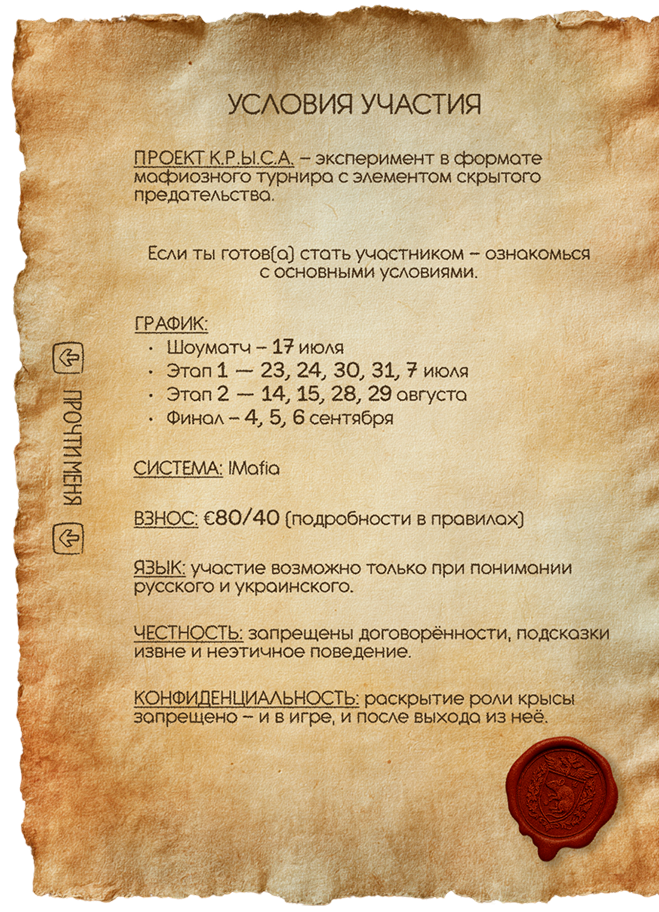 УСЛОВИЯ УЧАСТИЯ
ПРОЕКТ К.Р.Ы.С.А. – эксперимент в формате
мафиозного турнира с элементом скрытого
предательства.
Если ты готов(а) стать участником – ознакомься
с основными условиями.
ГРАФИК:
· Шоуматч – 17 июля
· Этап 1 — 23, 24, 30, 31, 7 июля
· Этап 2 — 14, 15, 28, 29 августа
· Финал – 4, 5, 6 сентября
ПРОЧТИ МЕНЯ
СИСТЕМА: IMafia
ВЗНОС: €80/40 (подробности в правилах)
ЯЗЫК: участие возможно только при понимании
русского и украинского.
ЧЕСТНОСТЬ: запрещены договорённости, подсказки
извне и неэтичное поведение.
КОНФИДЕНЦИАЛЬНОСТЬ: раскрытие роли крысы
запрещено – и в игре, и после выхода из неё.